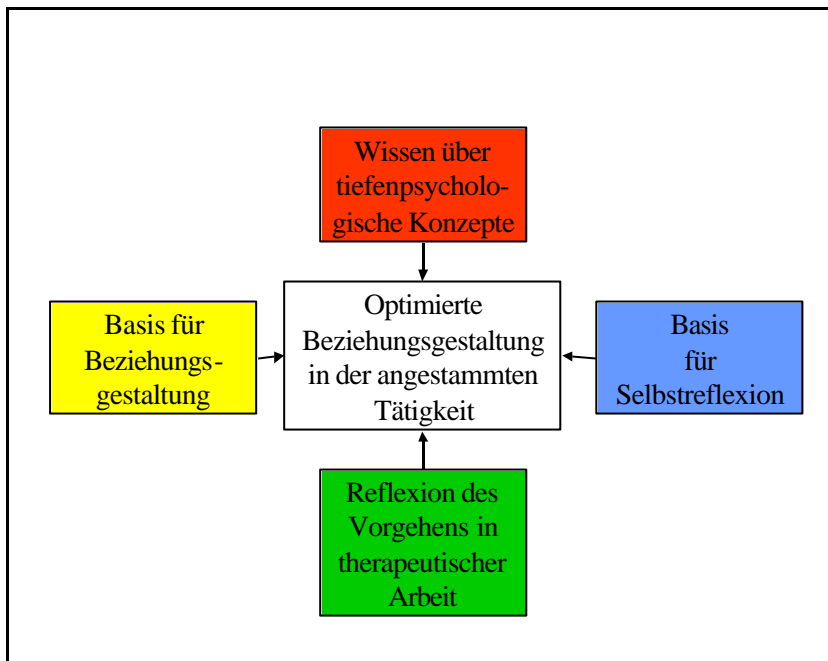 Wissen über
tiefenpsycholo-
gische Konzepte
Basis für
Beziehungs-
gestaltung
Optimierte
Beziehungsgestaltung
in der angestammten
Tätigkeit
Basis
für
Selbstreflexion
Reflexion des
Vorgehens in
therapeutischer
Arbeit